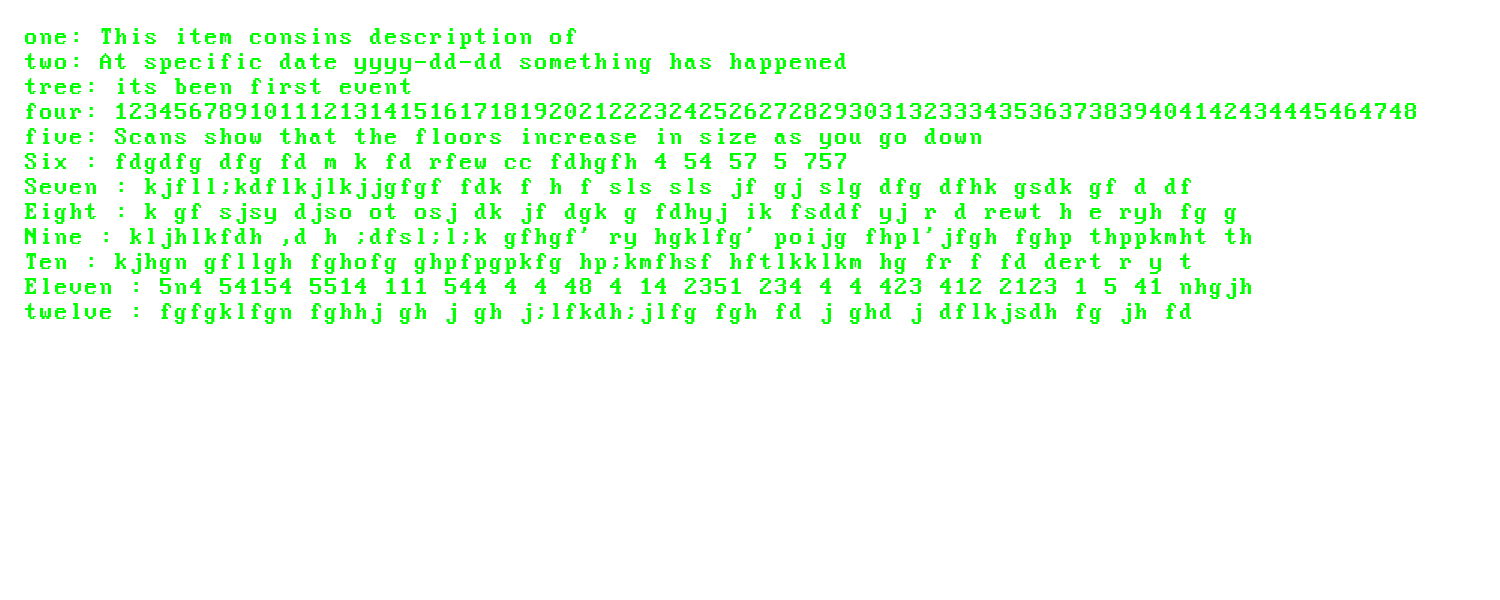 one: This item consins description of
two: At specific date yyyy-dd-dd something has happened
tree: its been first event
four: 123456789101112131415161718192021222324252627282930313233343536373839404142434445464748
five: Scans show that the floors increase in size as you go down
Six : fdgdfg dfg fd m k fd rfew cc fdhgfh 4 54 57 5 757
Seven : kjfll;kdflkjlkjjgfgf fdk f h f sls sls jf gj slg dfg dfhk gsdk gf d df
Eight : k gf sjsy djso ot osj dk jf dgk g fdhyj ik fsddf yj r d rewt h e ryh fg g
Nine : kljhlkfdh ,d h ;dfsl;l;k gfhgf' ry hgklfg' poijg fhpl'jfgh fghp thppkmht th
Ten : kjhgn gfllgh fghofg ghpfpgpkfg hp;kmfhsf hftlkklkm hg fr f fd dert r y t
Eleven : 5n4 54154 5514 111 544 4 4 48 4 14 2351 234 4 4 423 412 2123 1 5 41 nhgjh
twelve : fgfgklfgn fghhj gh j gh j;lfkdh;jlfg fgh fd j ghd j dflkjsdh fg jh fd